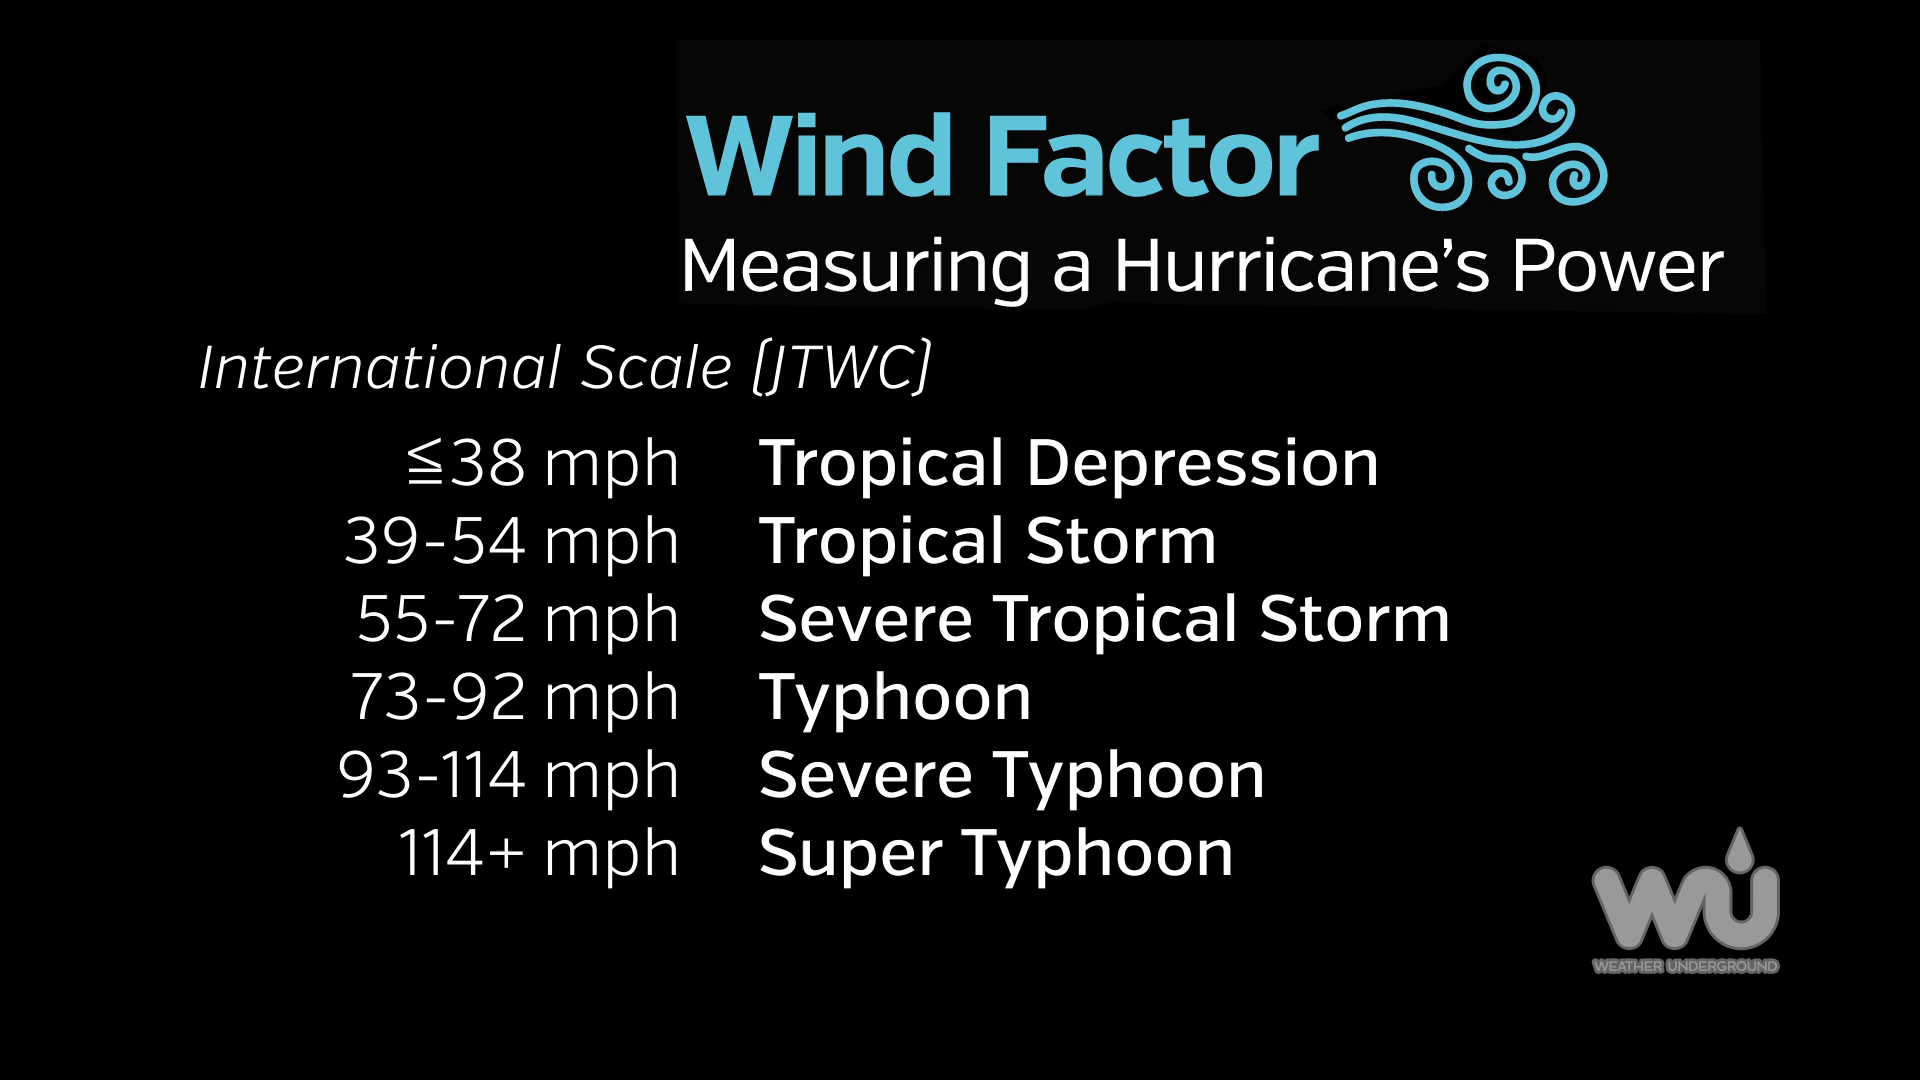 Wind Factor
Measuring a Hurricane’s Power
International Scale (JTWC)
≦38 mph Tropical Depression
39-54 mph Tropical Storm
55-72 mph Severe Tropical Storm
73-92 mph Typhoon
93-114 mph Severe Typhoon
114+ mph Super Typhoon
WU
WEATHER UNDERGROUND